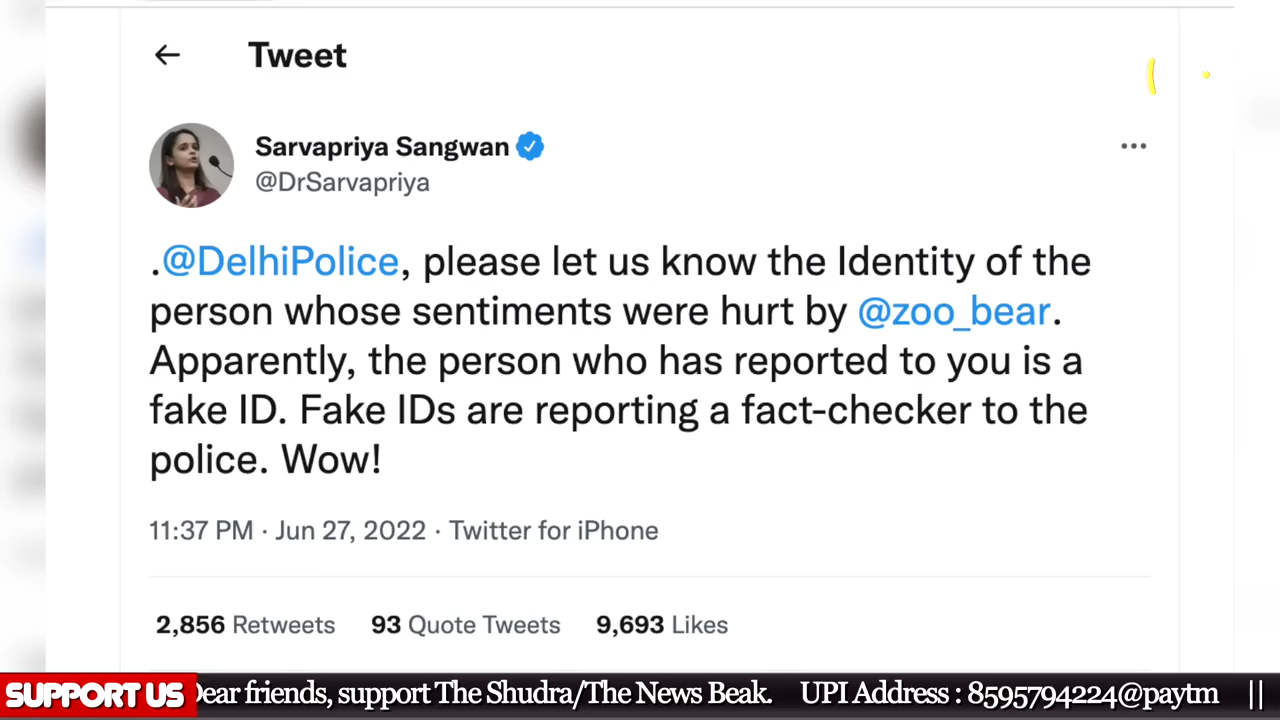 Tweet
Sarvapriya Sangwan
@DrSarvapriya
.@DelhiPolice, please let us know the Identity of the
person whose sentiments were hurt by @zoo_bear.
Apparently, the person who has reported to you is a
fake ID. Fake IDs are reporting a fact-checker to the
police. Wow!
11:37 PM · Jun 27, 2022 · Twitter for iPhone
2,856 Retweets 93 Quote Tweets 9,693 Likes
SUPPORT US Dear friends, support The Shudra/The News Beak. UPI Address : 8595794224@paytm ||